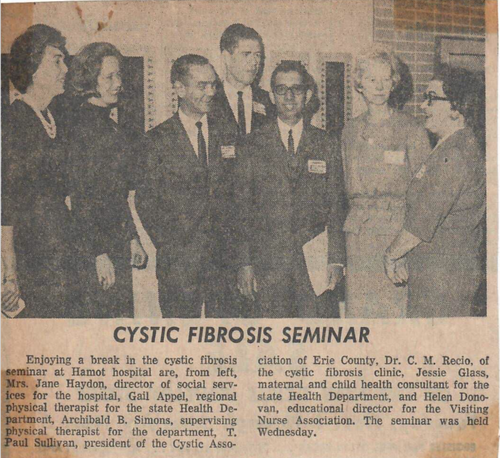 CYSTIC FIBROSIS SEMINAR
Enjoying a break in the cystic fibrosis
seminar at Hamot hospital are, from left,
Mrs. Jane Haydon, director of social serv-
ices for the hospital, Gail Appel, regional
physical therapist for the state Health De-
partment, Archibald B. Simons, supervising
physical therapist for the department, T.
Paul Sullivan, president of the Cystic Asso-
ciation of Erie County, Dr. C. M. Recio, of
the cystic fibrosis clinic, Jessie Glass,
maternal and child health consultant for the
state Health Department, and Helen Dono-
van, educational director for the Visiting
Nurse Association. The seminar was held
Wednesday.